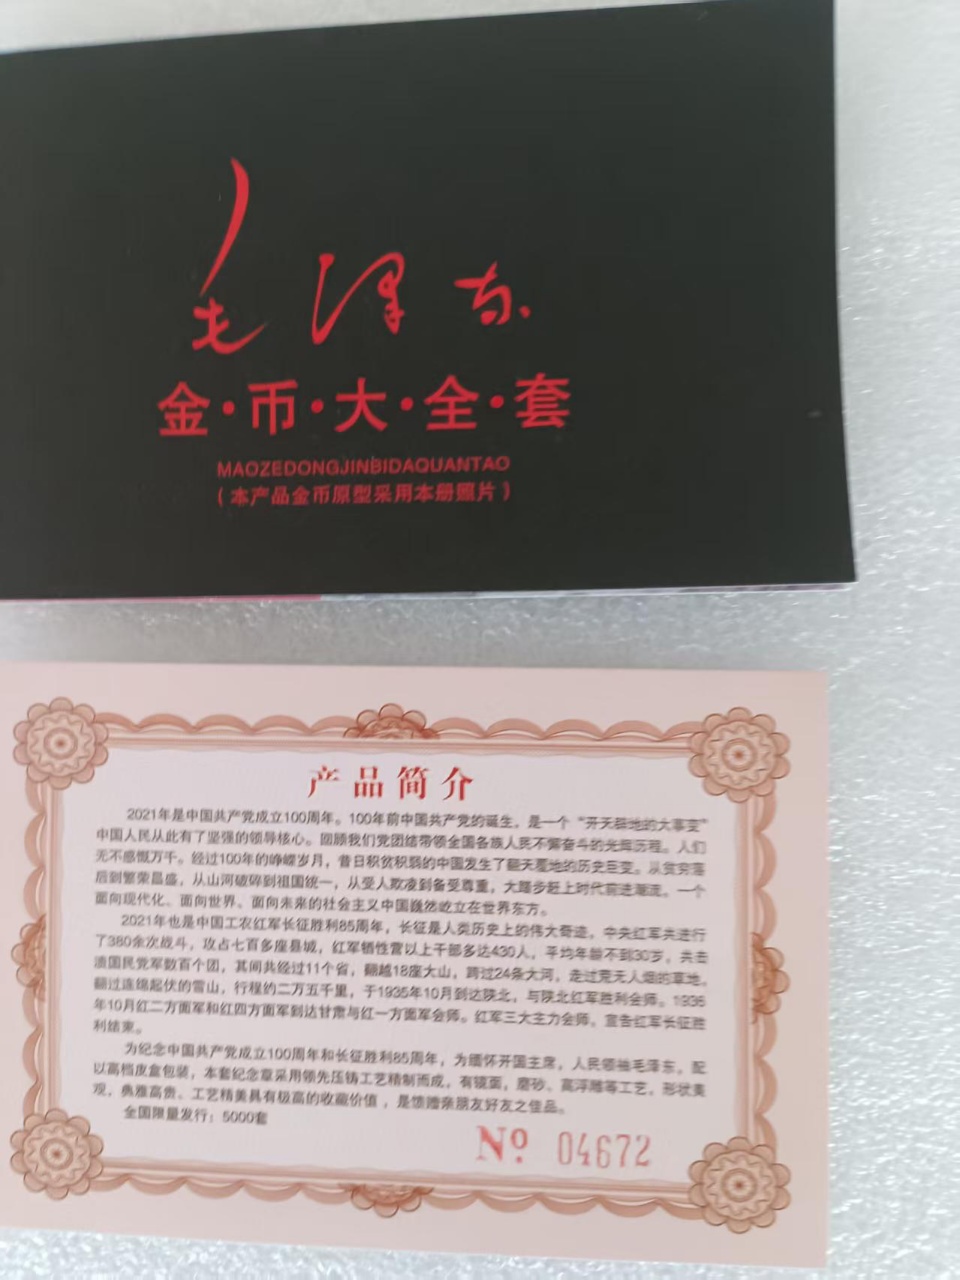 毛泽东
金·币·大·全·套
MAOZEDONGJINBIDAQUANTAO
（本产品金币原型采用本册照片）
产品简介
2021年是中国共产党成立100周年。100年前中国共产党的诞生，是一个“开天辟地的大事变”
中国人民从此有了坚强的领导核心。回顾我们党团结带领全国各族人民不懈奋斗的光辉历程。人们
无不感慨万千。经过100年的峥嵘岁月，昔日积贫积弱的中国发生了翻天覆地的历史巨变。从贫穷落
后到繁荣昌盛，从山河破碎到祖国统一，从受人欺凌到备受尊重，大踏步赶上时代前进潮流。一个
面向现代化、面向世界、面向未来的社会主义中国巍然屹立在世界东方。
2021年也是中国工农红军长征胜利85周年，长征是人类历史上的伟大奇迹，中央红军共进行
了380余次战斗，攻占七百多座县城，红军牺牲营以上干部多达430人，平均年龄不到30岁，共击
溃国民党军数百个团，其间共经过11个省，翻越18座大山，跨过24条大河，走过荒无人烟的草地，
翻过连绵起伏的雪山，行程约二万五千里，于1935年10月到达陕北，与陕北红军胜利会师。1936
年10月红二方面军和红四方面军到达甘肃与红一方面军会师。红军三大主力会师，宣告红军长征胜
利结束。
为纪念中国共产党成立100周年和长征胜利85周年，为缅怀开国主席，人民领袖毛泽东，配
以高档皮盒包装，本套纪念章采用领先压铸工艺精制而成，有镜面，磨砂、高浮雕等工艺，形状美
观，典雅高贵、工艺精美具有极高的收藏价值，是馈赠亲朋友好友之佳品。
全国限量发行：5000套
Nº 04672